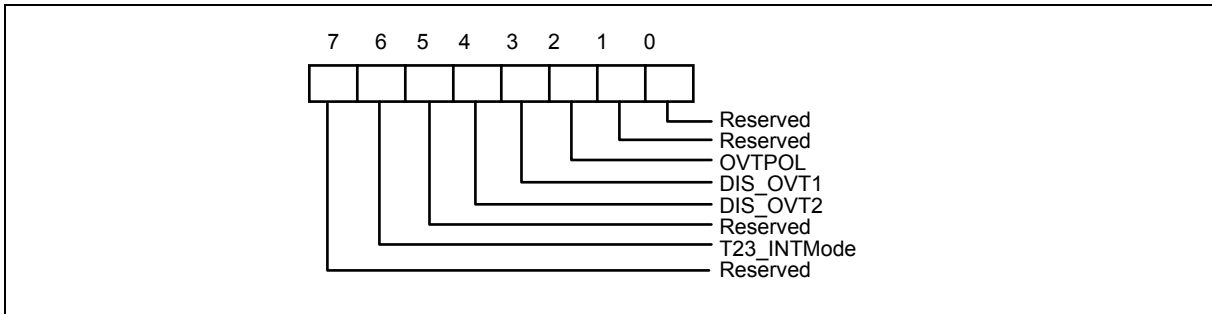 7 6 5 4 3 2 1 0
Reserved
Reserved
OVTPOL
DIS_OVT1
DIS_OVT2
Reserved
T23_INTMode
Reserved